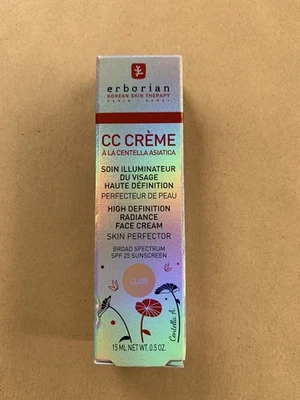 erborian
KOREAN SKIN THERAPY
PARIS / SEOUL
CC CRÈME
À LA CENTELLA ASIATICA
SOIN ILLUMINATEUR
DU VISAGE
HAUTE DÉFINITION
PERFECTEUR DE PEAU
HIGH DEFINITION
RADIANCE
FACE CREAM
SKIN PERFECTOR
BROAD SPECTRUM
SPF 25 SUNSCREEN
CLAIR
Centella A.
15 ML NET WT. 0.5 OZ.